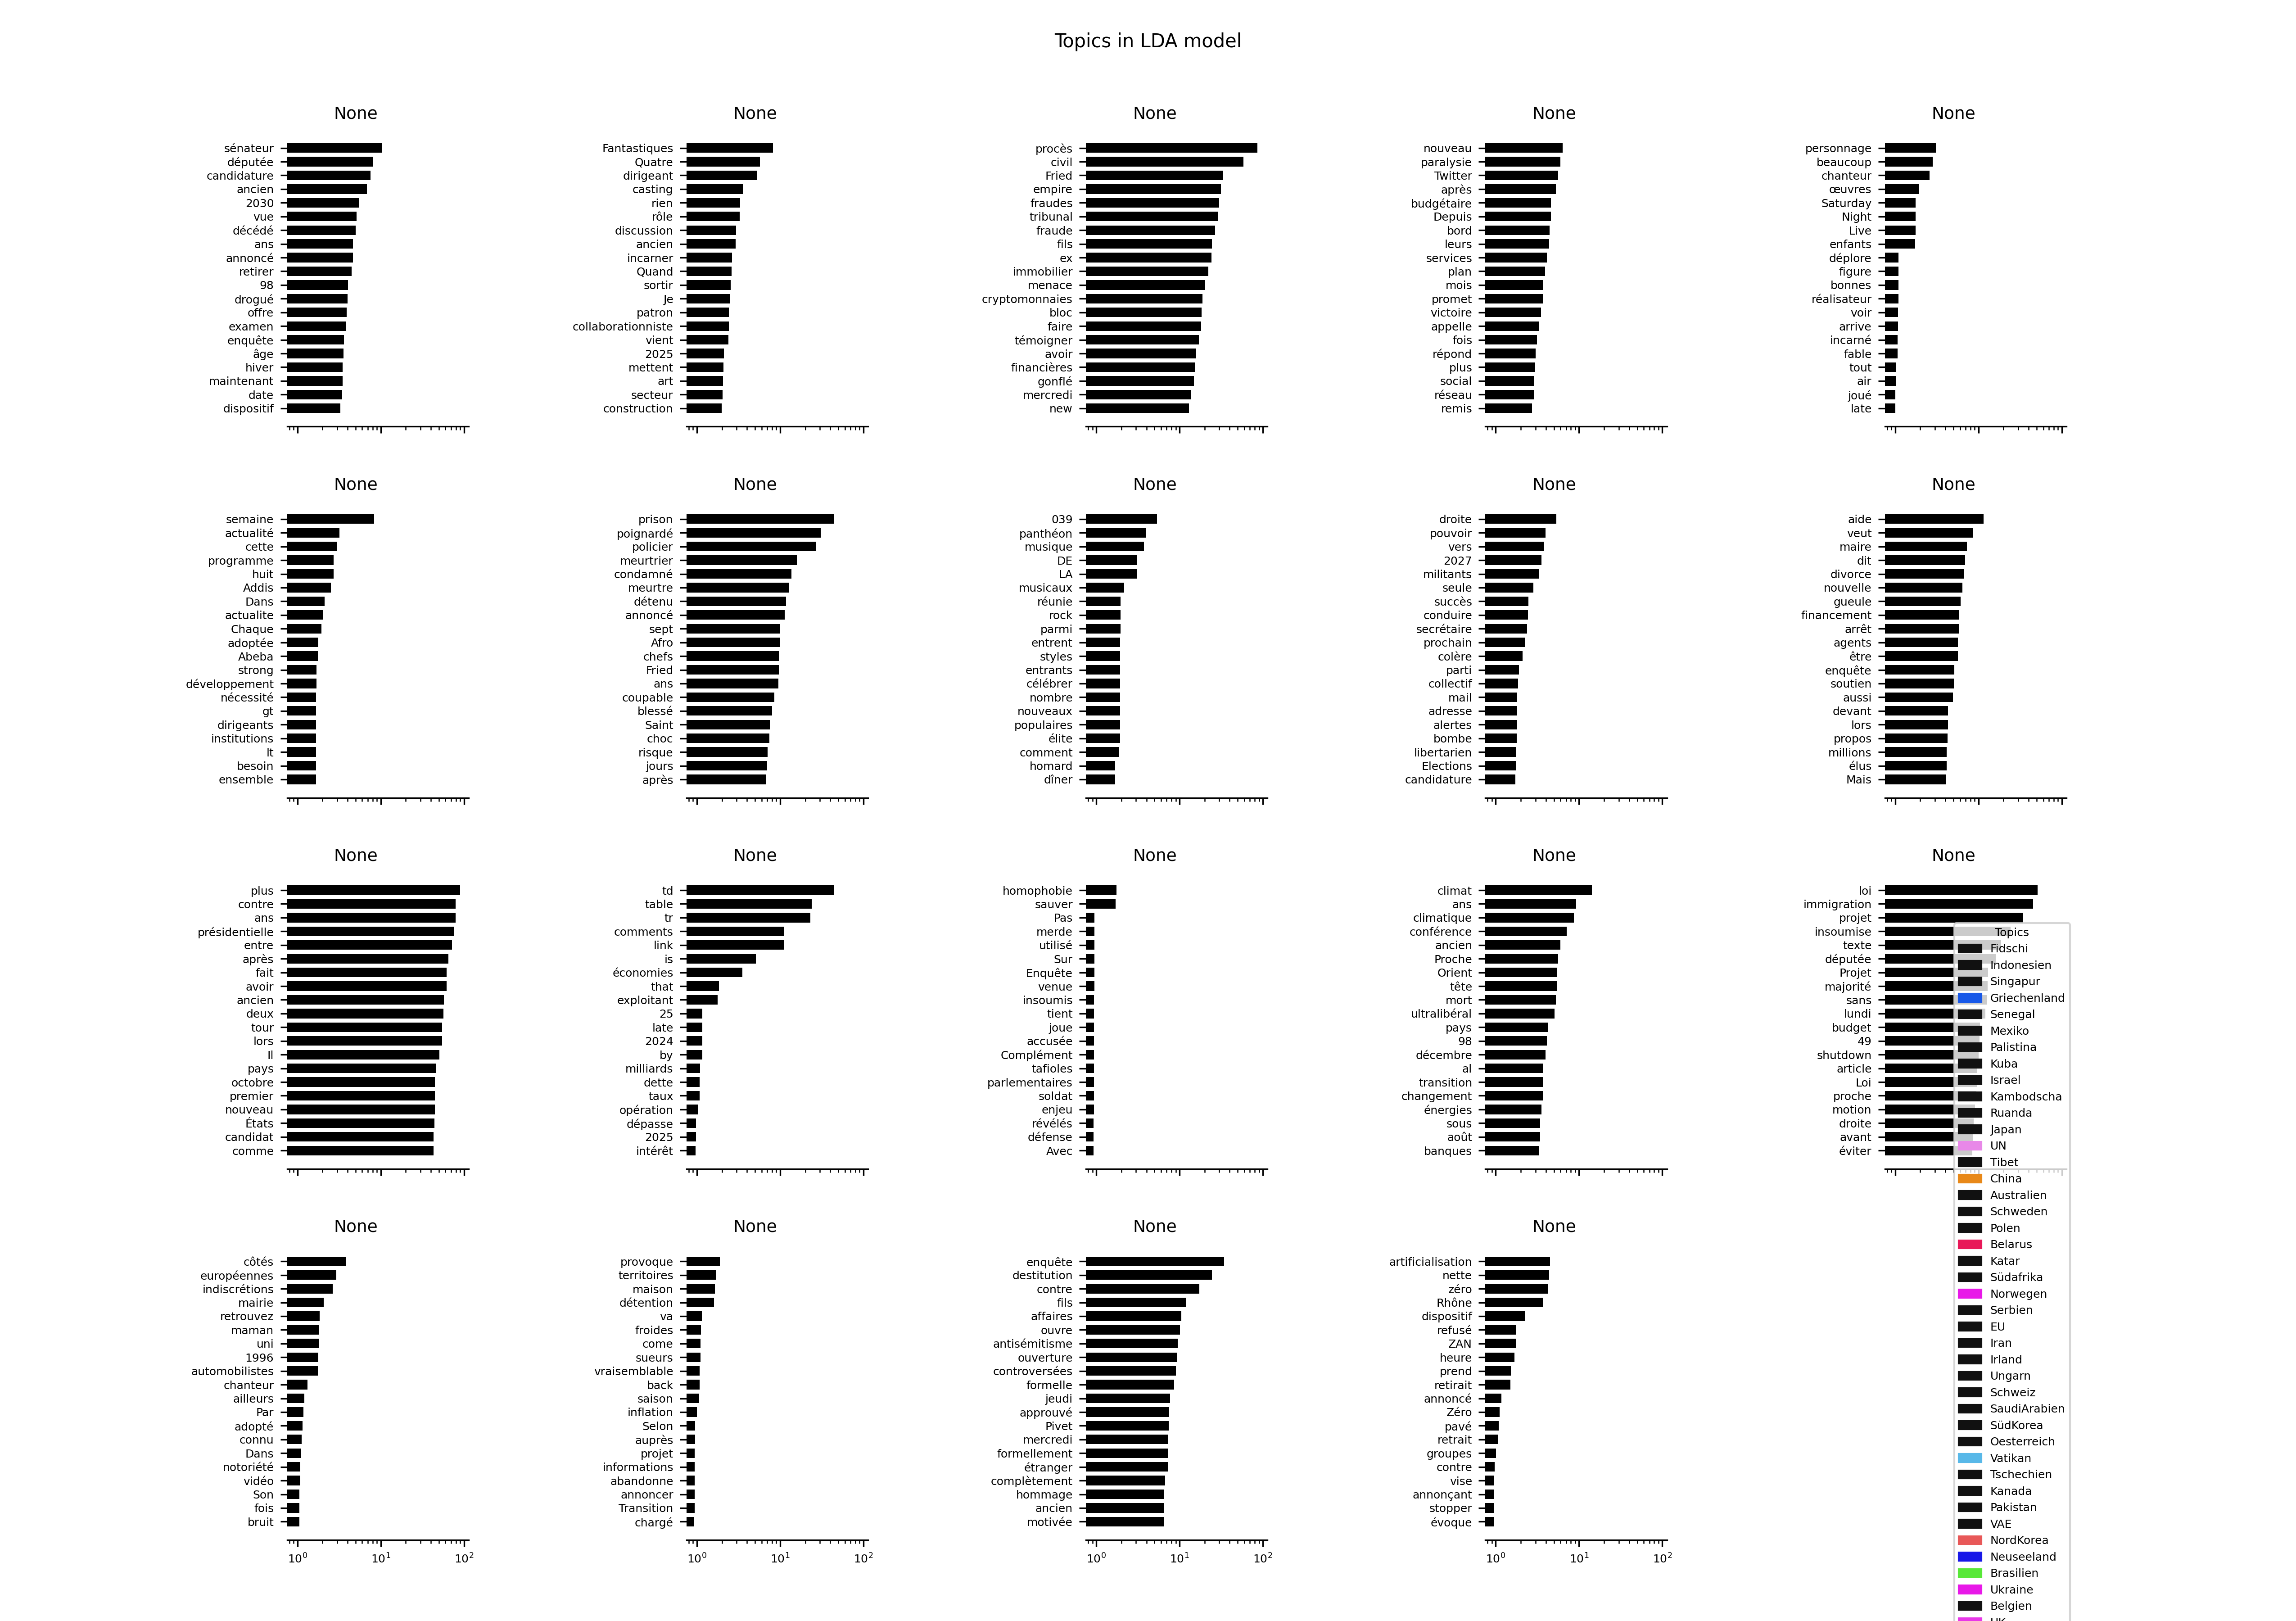 Topics in LDA model
None
sénateur
députée
candidature
ancien
2030
vue
décédé
ans
annoncé
retirer
98
drogué
offre
examen
enquête
âge
hiver
maintenant
date
dispositif
None
Fantastiques
Quatre
dirigeant
casting
rien
rôle
discussion
ancien
incarner
Quand
sortir
Je
patron
collaborationniste
vient
2025
mettent
art
secteur
construction
None
procès
civil
Fried
empire
fraudes
tribunal
fraude
fils
ex
immobilier
menace
cryptomonnaies
bloc
faire
témoigner
avoir
financières
gonflé
mercredi
new
None
nouveau
paralysie
Twitter
après
budgétaire
Depuis
bord
leurs
services
plan
mois
promet
victoire
appelle
fois
répond
plus
social
réseau
remis
None
personnage
beaucoup
chanteur
œuvres
Saturday
Night
Live
enfants
déplore
figure
bonnes
réalisateur
voir
arrive
incarné
fable
tout
air
joué
late
None
semaine
actualité
cette
programme
huit
Addis
Dans
actualite
Chaque
adoptée
Abeba
strong
développement
nécessité
gt
dirigeants
institutions
lt
besoin
ensemble
None
prison
poignardé
policier
meurtrier
condamné
meurtre
détenu
annoncé
sept
Afro
chefs
Fried
ans
coupable
blessé
Saint
choc
risque
jours
après
None
039
panthéon
musique
DE
LA
musicaux
réunie
rock
parmi
entrent
styles
entrants
célébrer
nombre
nouveaux
populaires
élite
comment
homard
dîner
None
droite
pouvoir
vers
2027
militants
seule
succès
conduire
secrétaire
prochain
colère
parti
collectif
mail
adresse
alertes
bombe
libertarien
Elections
candidature
None
aide
veut
maire
dit
divorce
nouvelle
gueule
financement
arrêt
agents
être
enquête
soutien
aussi
devant
lors
propos
millions
élus
Mais
None
plus
contre
ans
présidentielle
entre
après
fait
avoir
ancien
deux
tour
lors
Il
pays
octobre
premier
nouveau
États
candidat
comme
None
td
table
tr
comments
link
is
économies
that
exploitant
25
late
2024
by
milliards
dette
taux
opération
dépasse
2025
intérêt
None
homophobie
sauver
Pas
merde
utilisé
Sur
Enquête
venue
insoumis
tient
joue
accusée
Complément
tafioles
parlementaires
soldat
enjeu
révélés
défense
Avec
None
climat
ans
climatique
conférence
ancien
Proche
Orient
tête
mort
ultralibéral
pays
98
décembre
al
transition
changement
énergies
sous
août
banques
None
loi
immigration
projet
insoumise
texte
députée
Projet
majorité
sans
lundi
budget
49
shutdown
article
Loi
proche
motion
droite
avant
éviter
None
côtés
européennes
indiscrétions
mairie
retrouvez
maman
uni
1996
automobilistes
chanteur
ailleurs
Par
adopté
connu
Dans
notoriété
vidéo
Son
fois
bruit
10⁰ 10¹ 10²
None
provoque
territoires
maison
détention
va
froides
come
sueurs
vraisemblable
back
saison
inflation
Selon
auprès
projet
informations
abandonne
annoncer
Transition
chargé
10⁰ 10¹ 10²
None
enquête
destitution
contre
fils
affaires
ouvre
antisémitisme
ouverture
controversées
formelle
jeudi
approuvé
Pivet
mercredi
formellement
étranger
complètement
hommage
ancien
motivée
10⁰ 10¹ 10²
None
artificialisation
nette
zéro
Rhône
dispositif
refusé
ZAN
heure
prend
retirait
annoncé
Zéro
pavé
retrait
groupes
contre
vise
annonçant
stopper
évoque
10⁰ 10¹ 10²
Topics
Fidschi
Indonesien
Singapur
Griechenland
Senegal
Mexiko
Palistina
Kuba
Israel
Kambodscha
Ruanda
Japan
UN
Tibet
China
Australien
Schweden
Polen
Belarus
Katar
Südafrika
Norwegen
Serbien
EU
Iran
Irland
Ungarn
Schweiz
SaudiArabien
SüdKorea
Oesterreich
Vatikan
Tschechien
Kanada
Pakistan
VAE
NordKorea
Neuseeland
Brasilien
Ukraine
Belgien